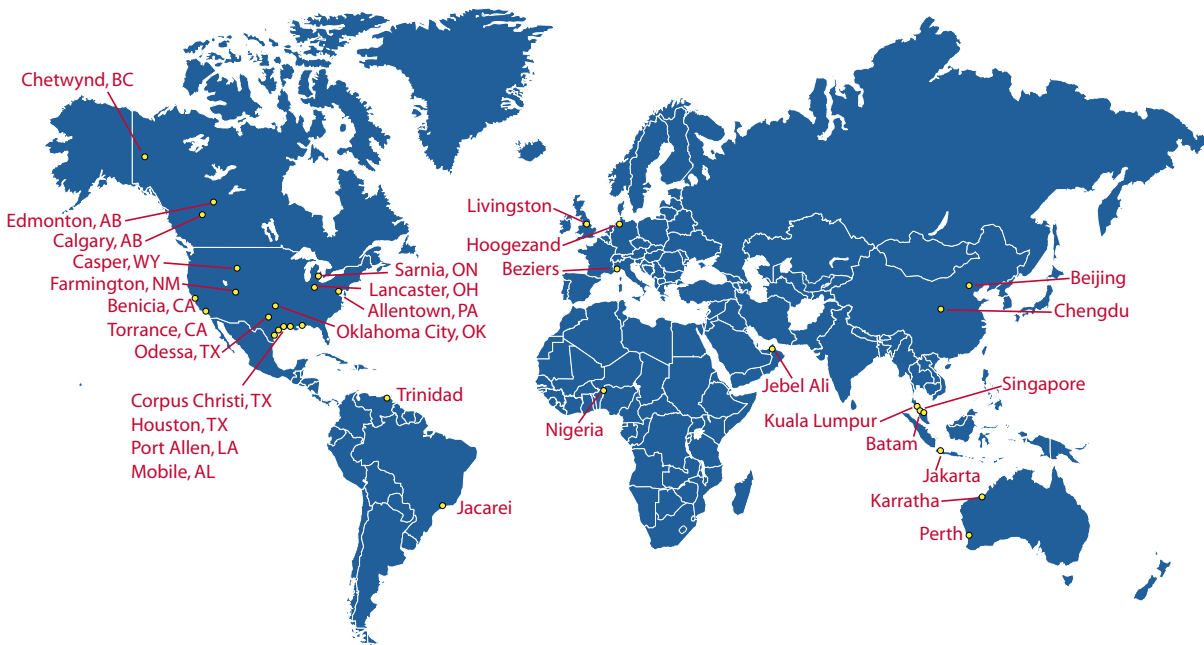 Chetwynd, BC
Edmonton, AB
Calgary, AB
Casper, WY
Farmington, NM
Benicia, CA
Torrance, CA
Odessa, TX
Corpus Christi, TX
Houston, TX
Port Allen, LA
Mobile, AL
Sarnia, ON
Lancaster, OH
Allentown, PA
Oklahoma City, OK
Trinidad
Jacarei
Livingston
Hoogezand
Beziers
Nigeria
Jebel Ali
Beijing
Chengdu
Singapore
Kuala Lumpur
Batam
Jakarta
Karratha
Perth